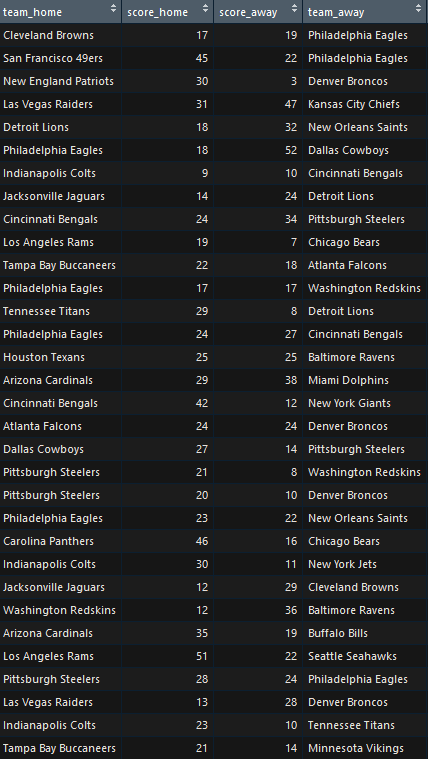 team_home score_home score_away team_away
Cleveland Browns 17 19 Philadelphia Eagles
San Francisco 49ers 45 22 Philadelphia Eagles
New England Patriots 30 3 Denver Broncos
Las Vegas Raiders 31 47 Kansas City Chiefs
Detroit Lions 18 32 New Orleans Saints
Philadelphia Eagles 18 52 Dallas Cowboys
Indianapolis Colts 9 10 Cincinnati Bengals
Jacksonville Jaguars 14 24 Detroit Lions
Cincinnati Bengals 24 34 Pittsburgh Steelers
Los Angeles Rams 19 7 Chicago Bears
Tampa Bay Buccaneers 22 18 Atlanta Falcons
Philadelphia Eagles 17 17 Washington Redskins
Tennessee Titans 29 8 Detroit Lions
Philadelphia Eagles 24 27 Cincinnati Bengals
Houston Texans 25 25 Baltimore Ravens
Arizona Cardinals 29 38 Miami Dolphins
Cincinnati Bengals 42 12 New York Giants
Atlanta Falcons 24 24 Denver Broncos
Dallas Cowboys 27 14 Pittsburgh Steelers
Pittsburgh Steelers 21 8 Washington Redskins
Pittsburgh Steelers 20 10 Denver Broncos
Philadelphia Eagles 23 22 New Orleans Saints
Carolina Panthers 46 16 Chicago Bears
Indianapolis Colts 30 11 New York Jets
Jacksonville Jaguars 12 29 Cleveland Browns
Washington Redskins 12 36 Baltimore Ravens
Arizona Cardinals 35 19 Buffalo Bills
Los Angeles Rams 51 22 Seattle Seahawks
Pittsburgh Steelers 28 24 Philadelphia Eagles
Las Vegas Raiders 13 28 Denver Broncos
Indianapolis Colts 23 10 Tennessee Titans
Tampa Bay Buccaneers 21 14 Minnesota Vikings